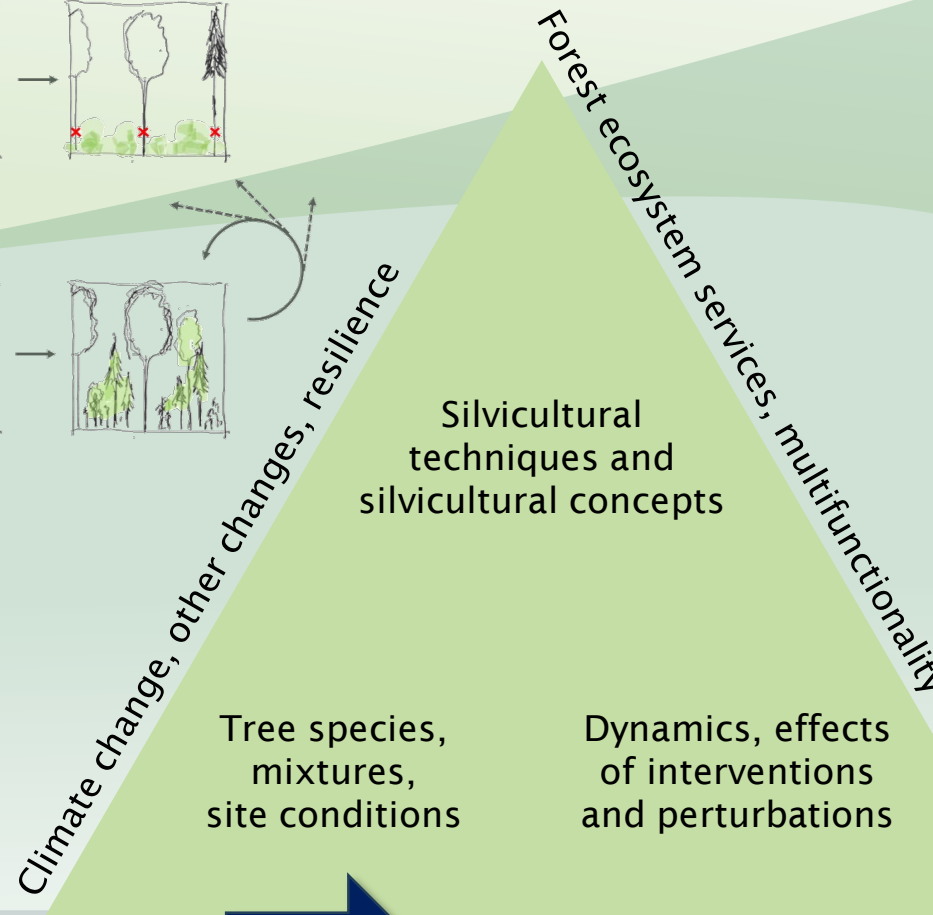 Forest ecosystem services, multifunctionality
Climate change, other changes, resilience
Silvicultural
techniques and
silvicultural concepts
Tree species,
mixtures,
site conditions
Dynamics, effects
of interventions
and perturbations